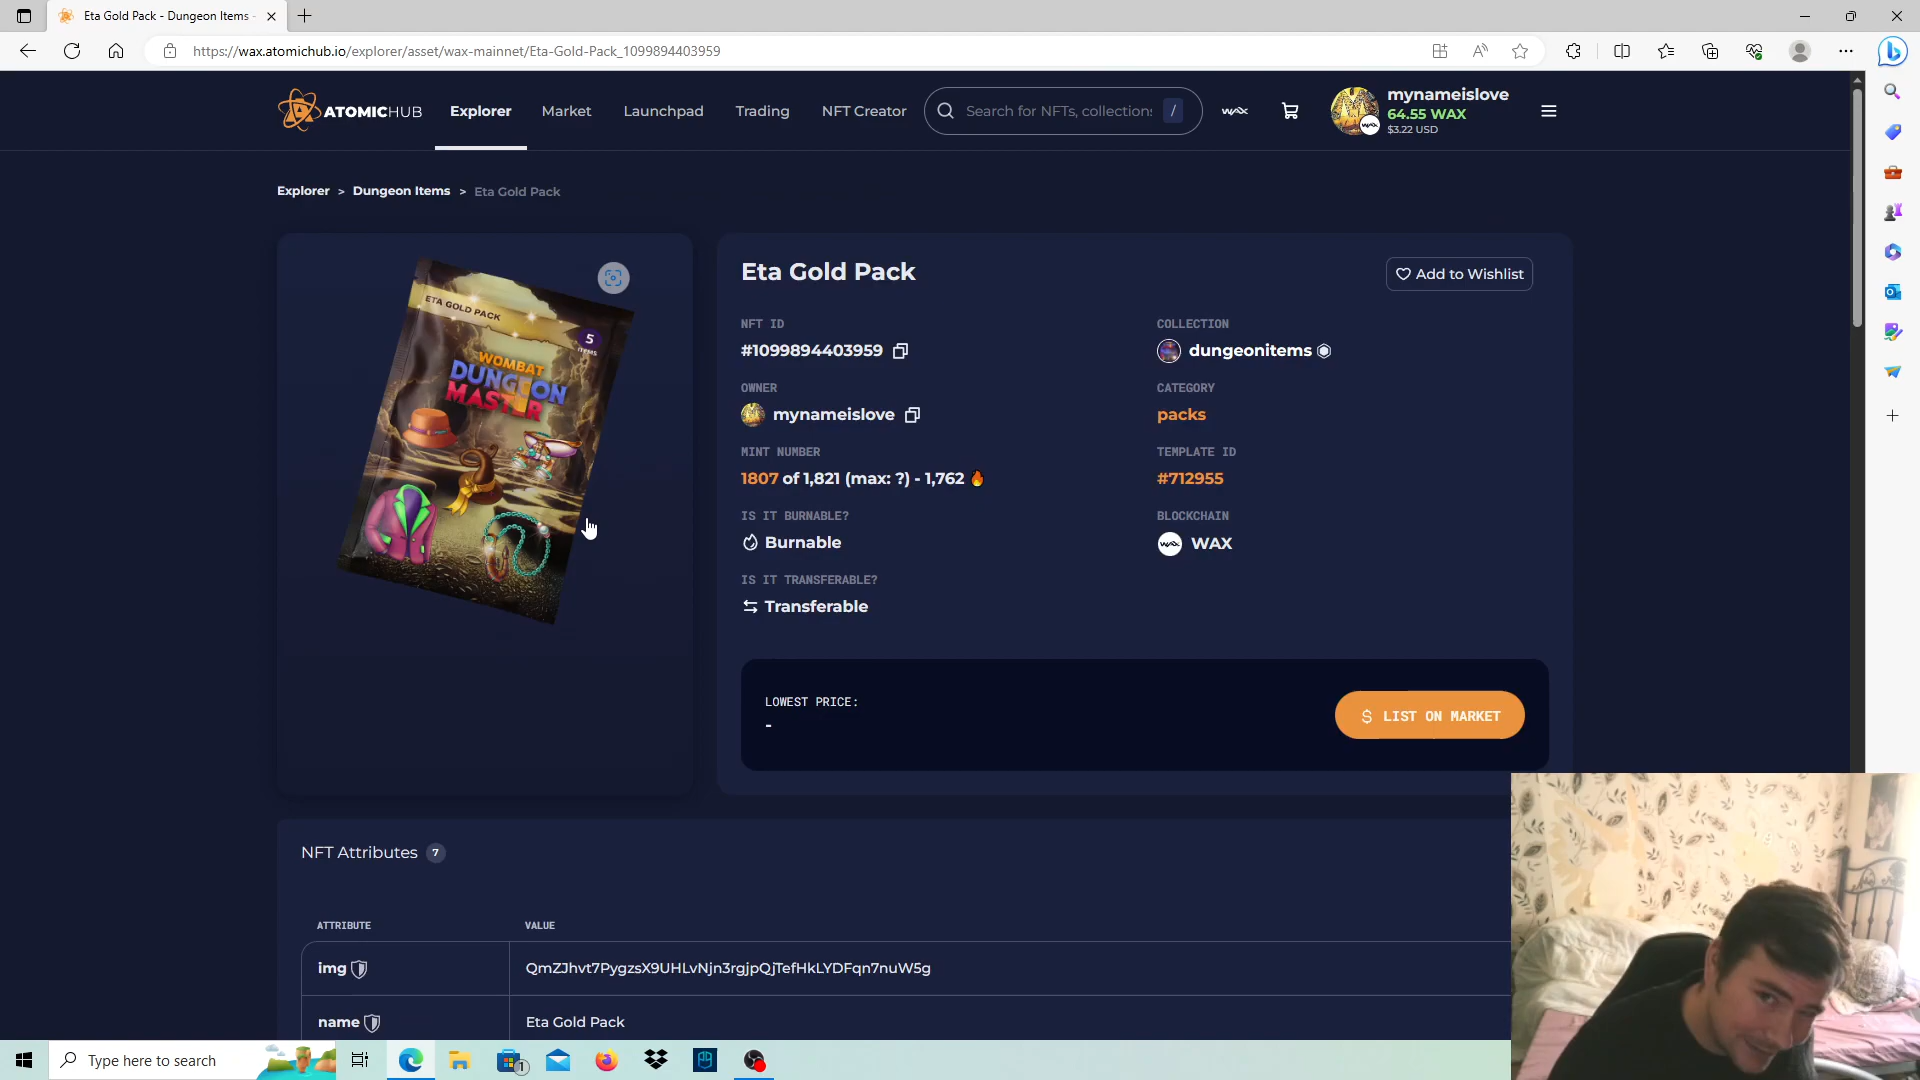 Eta Gold Pack - Dungeon Items -
https://wax.atomichub.io/explorer/asset/wax-mainnet/Eta-Gold-Pack_1099894403959
ATOMICHUB
Explorer
Market
Launchpad
Trading
NFT Creator
Search for NFTs, collections
/
mynameislove
64.55 WAX
$3.22 USD
Explorer > Dungeon Items > Eta Gold Pack
ETA GOLD PACK
5
ITEMS
WOMBAT
DUNGEON
MASTER
Eta Gold Pack
Add to Wishlist
NFT ID
#1099894403959
COLLECTION
dungeonitems
OWNER
mynameislove
CATEGORY
packs
MINT NUMBER
1807 of 1,821 (max: ?) - 1,762
TEMPLATE ID
#712955
IS IT BURNABLE?
Burnable
BLOCKCHAIN
WAX
IS IT TRANSFERABLE?
Transferable
LOWEST PRICE:
-
$ LIST ON MARKET
NFT Attributes 7
ATTRIBUTE VALUE
img QmZJhvt7PygzsX9UHLvNjn3rgjpQjTefHkLYDFqn7nuW5g
name Eta Gold Pack
Type here to search
1